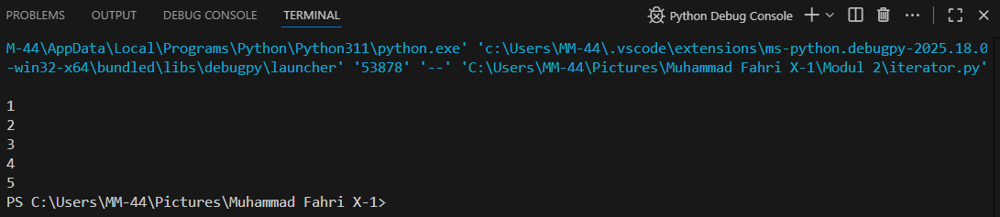 PROBLEMS OUTPUT DEBUG CONSOLE TERMINAL Python Debug Console
M-44\AppData\Local\Programs\Python\Python311\python.exe' 'c:\Users\MM-44\.vscode\extensions\ms-python.debugpy-2025.18.0
-win32-x64\bundled\libs\debugpy\launcher' '53878' '--' 'C:\Users\MM-44\Pictures\Muhammad Fahri X-1\Modul 2\iterator.py'
1
2
3
4
5
PS C:\Users\MM-44\Pictures\Muhammad Fahri X-1>